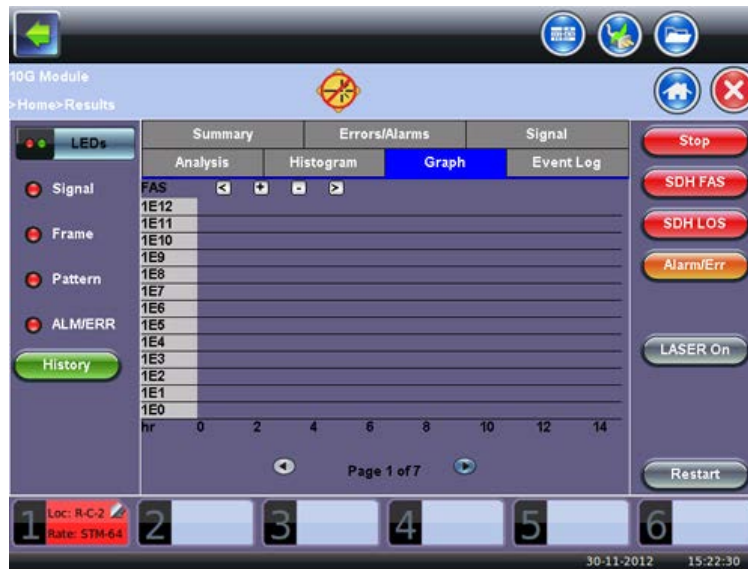 10G Module
>Home>Results
LEDs
Signal
Frame
Pattern
ALM/ERR
History
Summary Errors/Alarms Signal
Analysis Histogram Graph Event Log
FAS < + - >
1E12
1E11
1E10
1E9
1E8
1E7
1E6
1E5
1E4
1E3
1E2
1E1
1E0
hr 0 2 4 6 8 10 12 14
Page 1 of 7
Stop
SDH FAS
SDH LOS
Alarm/Err
LASER On
Restart
1 Loc: R-C-2
Rate: STM-64
2 3 4 5 6
30-11-2012 15:22:30